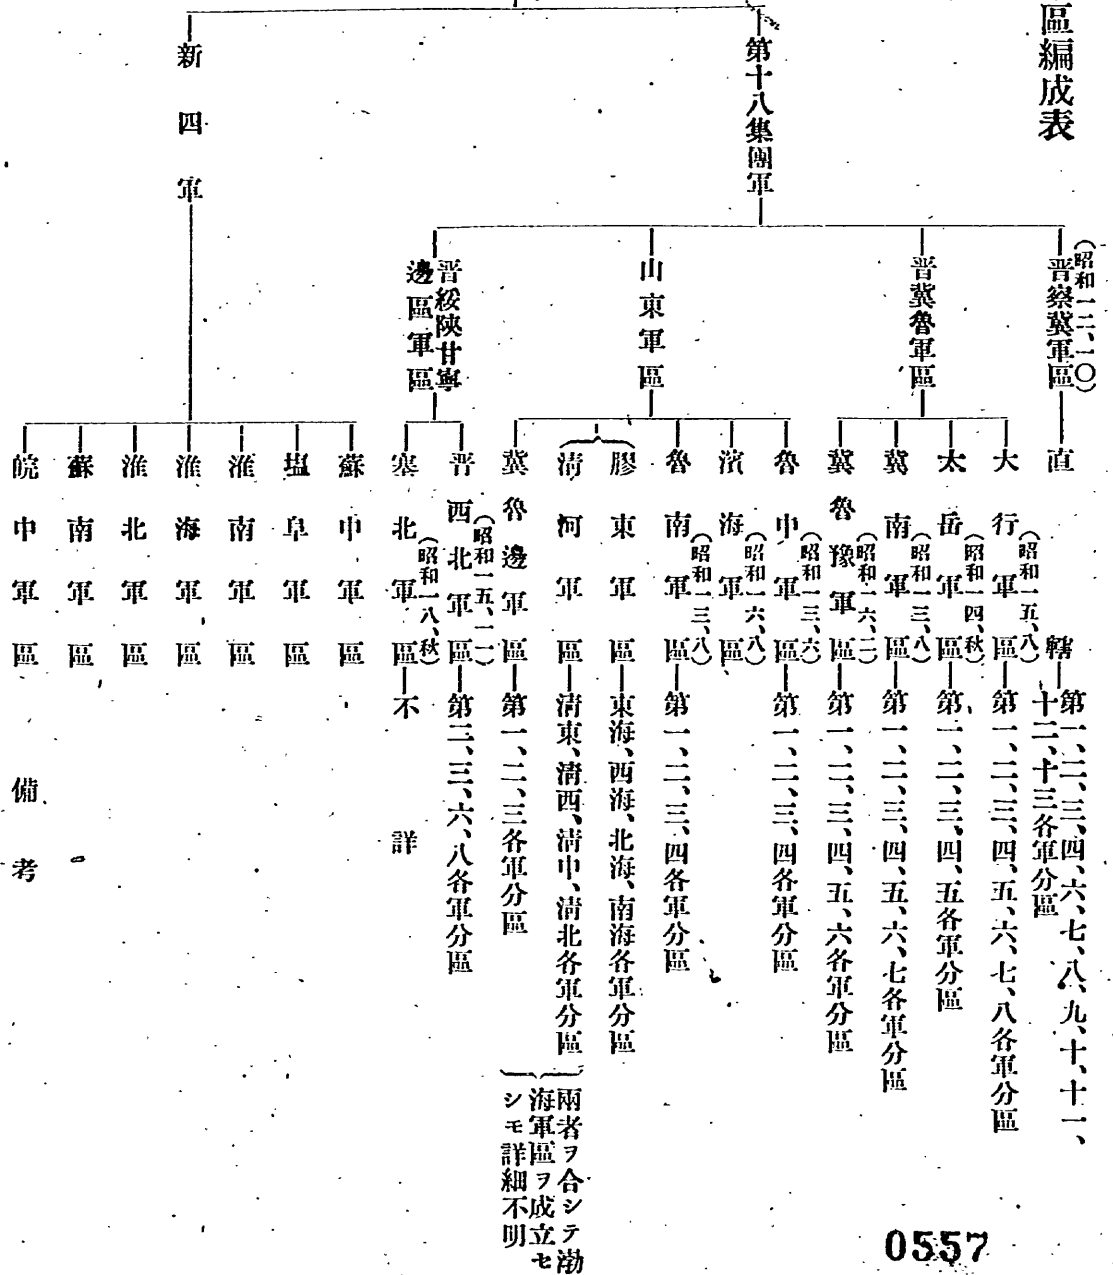 區編成表
第十八集團軍
(昭和一二、一〇)
晋察冀軍區
直轄
第一、二、三、四、六、七、八、九、十、十一、
十二、十三各軍分區
晋冀魯軍區
大行軍區
(昭和一五、八)
第一、二、三、四、五、六、七、八各軍分區
太岳軍區
(昭和一四、秋)
第一、二、三、四、五各軍分區
冀南軍區
(昭和一三、八)
第一、二、三、四、五、六、七各軍分區
冀魯豫軍區
(昭和一六、二)
第一、二、三、四、五、六各軍分區
山東軍區
魯中軍區
(昭和一三、六)
第一、二、三、四各軍分區
濱海軍區
(昭和一六、八)
魯南軍區
(昭和一三、八)
第一、二、三、四各軍分區
膠東軍區
東海、西海、北海、南海各軍分區
淸河軍區
淸東、淸西、淸中、淸北各軍分區
兩者ヲ合シテ渤
海軍區ヲ成立セ
シモ詳細不明
冀魯邊軍區
第一、二、三各軍分區
晋綏陝甘寧
邊區軍區
晋西北軍區
(昭和一五、一一)
第二、三、六、八各軍分區
塞北軍區
(昭和一八、秋)
不詳
新四軍
蘇中軍區
塩阜軍區
淮南軍區
淮海軍區
淮北軍區
蘇南軍區
皖中軍區
備考
0557